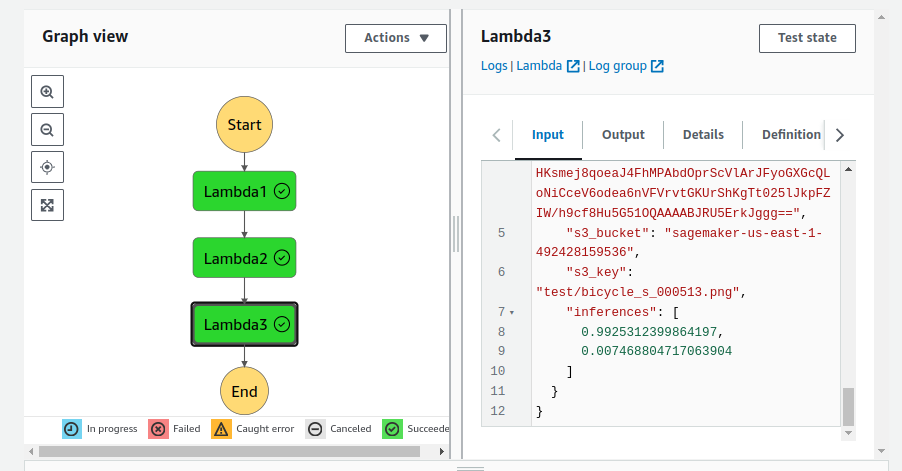 Graph view
Actions
Start
Lambda1
Lambda2
Lambda3
End
In progress
Failed
Caught error
Canceled
Succeede
Lambda3
Test state
Logs | Lambda | Log group
Input
Output
Details
Definition
HKsmej8qoeaJ4FhMPAbdOprScVlArJFyoGXGcQL
oNiCceV6odea6nVFVrvtGKUrShKgTt025lJkpFZ
IW/h9cf8Hu5G51OQAAAABJRU5ErkJggg==",
5 "s3_bucket": "sagemaker-us-east-1-
492428159536",
6 "s3_key":
"test/bicycle_s_000513.png",
7 "inferences": [
8 0.9925312399864197,
9 0.007468804717063904
10 ]
11 }
12 }